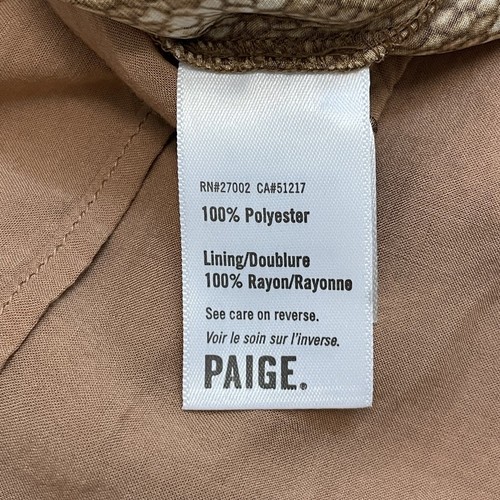 RN#27002 CA#51217
100% Polyester
Lining/Doublure
100% Rayon/Rayonne
See care on reverse.
Voir le soin sur l'inverse.
PAIGE.